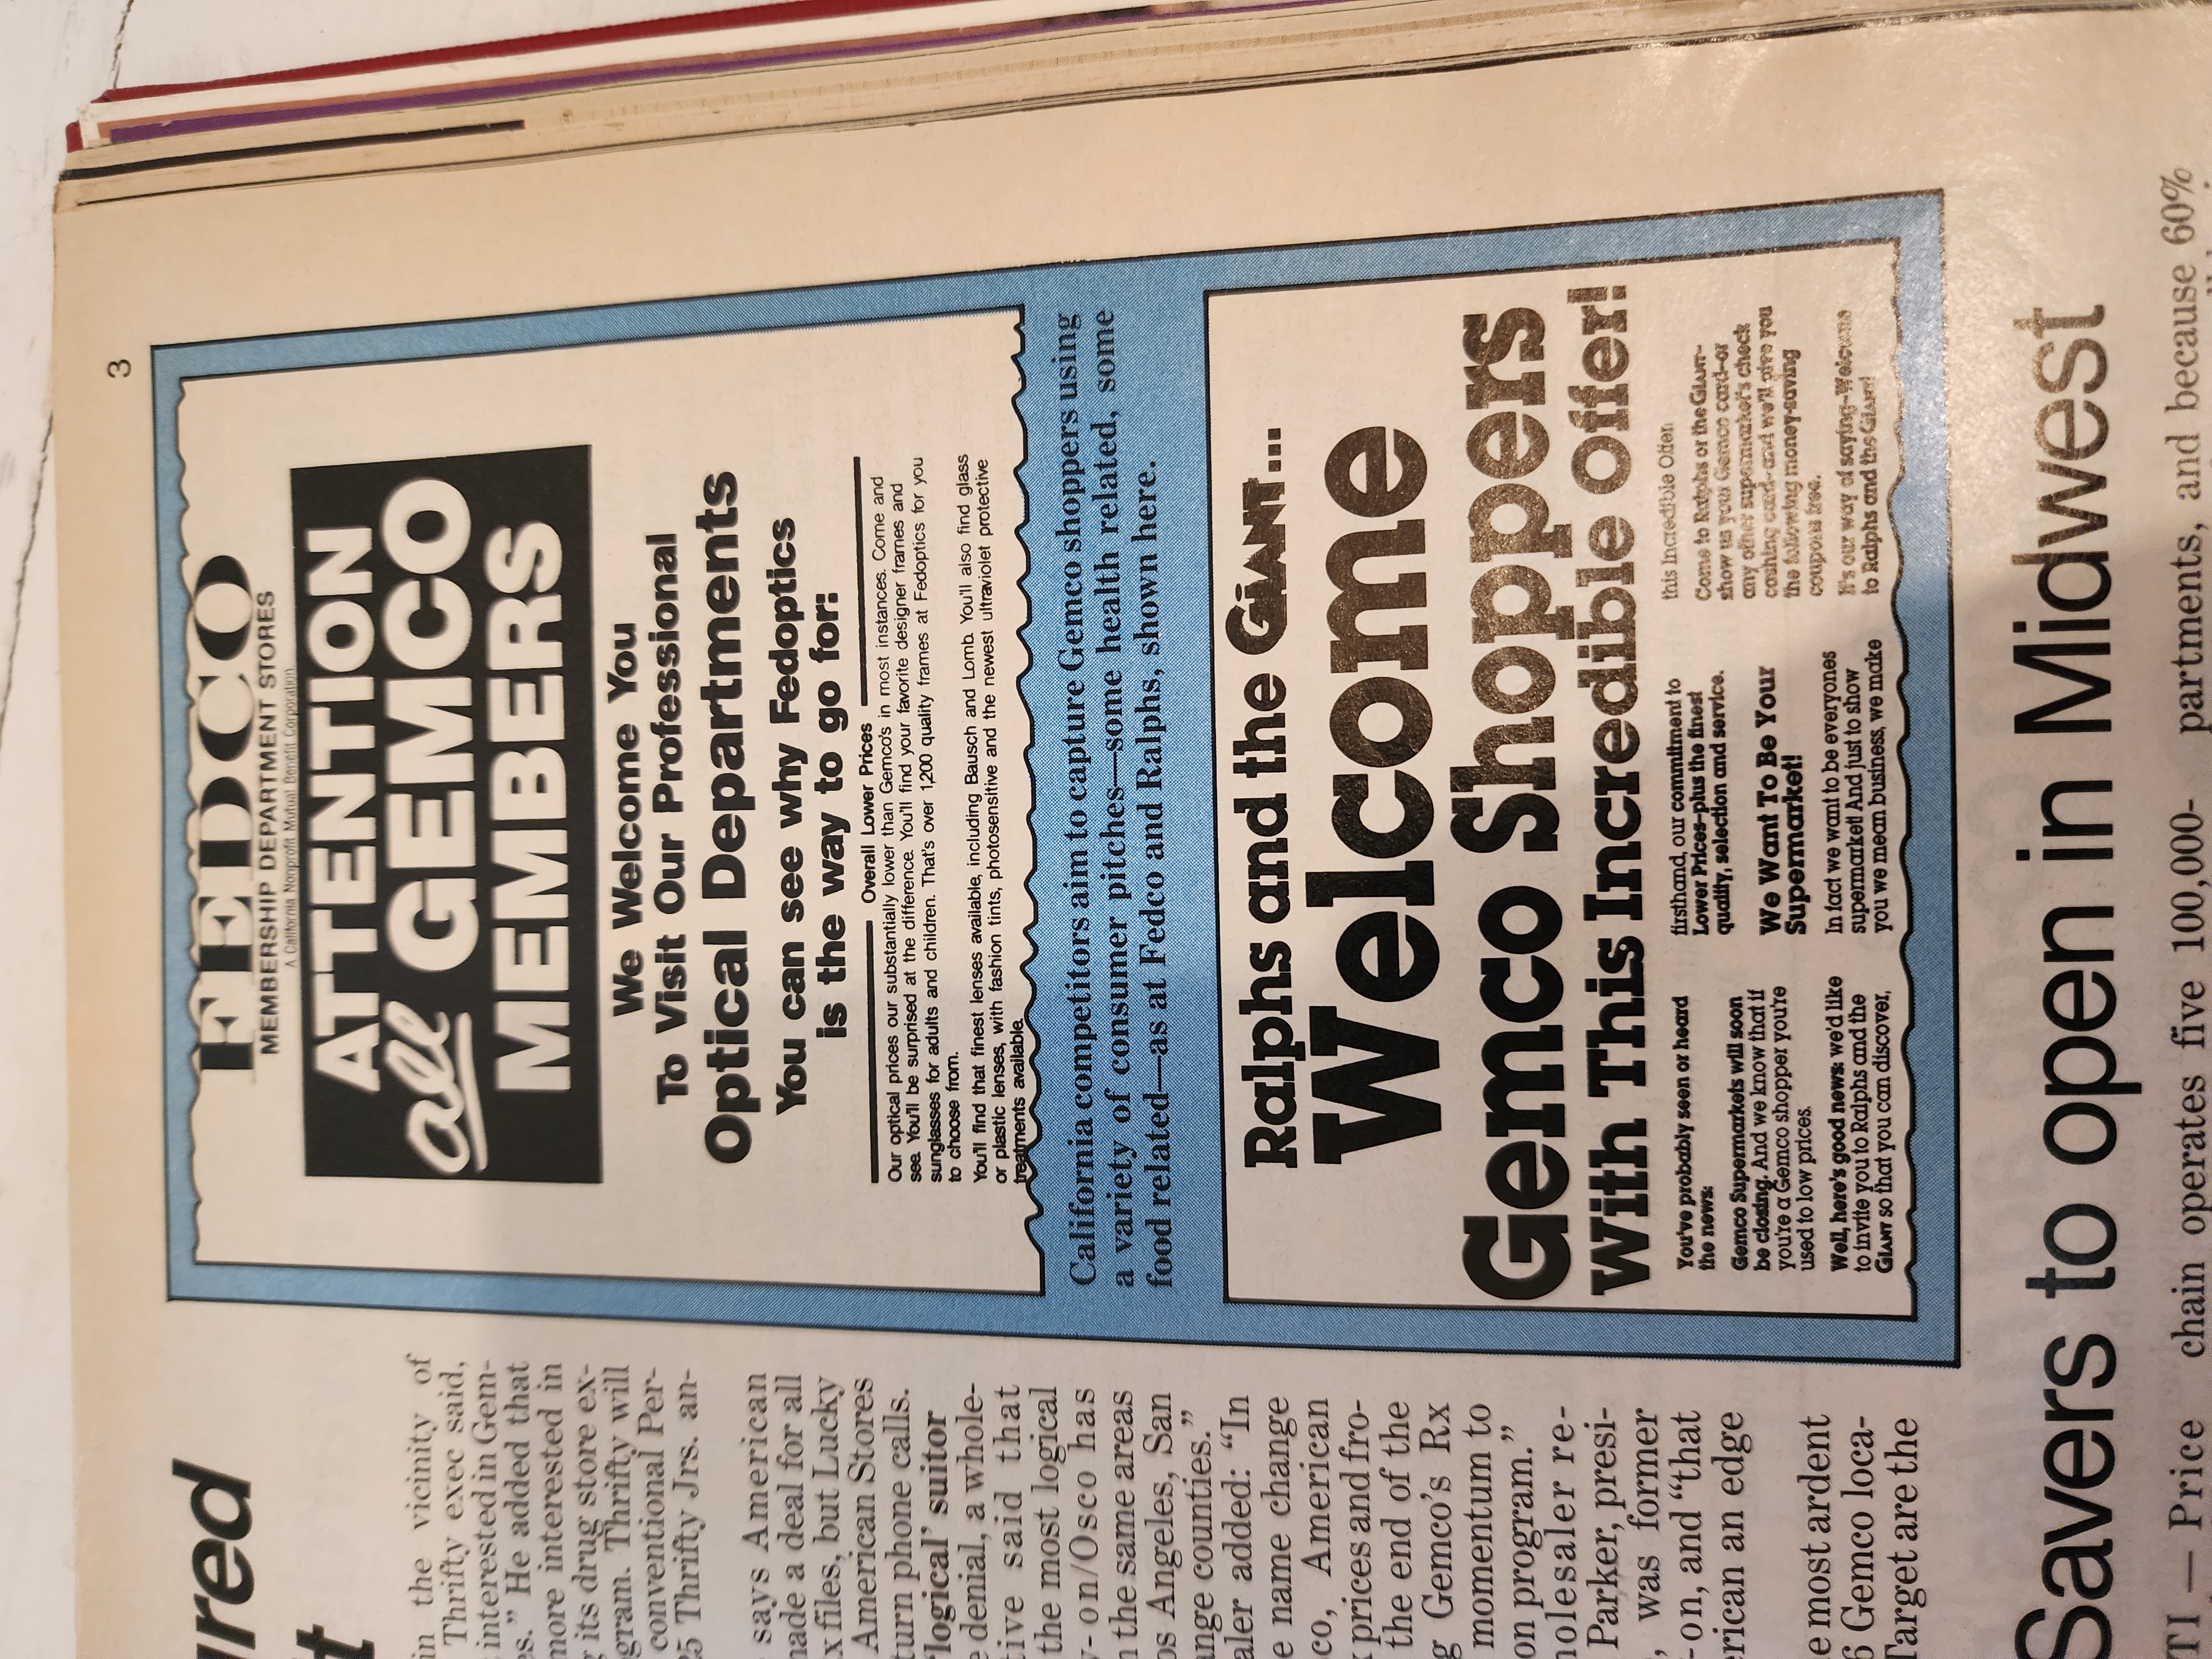 3
ured
t
in the vicinity of
Thrifty exec said,
interested in Gem-
es." He added that
more interested in
its drug store ex-
gram. Thrifty will
conventional Per-
25 Thrifty Jrs. an-
says American
made a deal for all
x files, but Lucky
American Stores
turn phone calls.
'logical' suitor
e denial, a whole-
tive said that
the most logical
y-on/Osco has
n the same areas
os Angeles, San
ange counties."
aler added: "In
e name change
co, American
x prices and fro-
the end of the
g Gemco's Rx
momentum to
on program."
holesaler re-
Parker, presi-
, was former
-on, and "that
erican an edge
e most ardent
6 Gemco loca-
Target are the
FEDCO
MEMBERSHIP DEPARTMENT STORES
A California Nonprofit Mutual Benefit Corporation
ATTENTION
all GEMCO
MEMBERS
We Welcome You
To Visit Our Professional
Optical Departments
You can see why Fedoptics
is the way to go for:
Overall Lower Prices
Our optical prices our substantially lower than Gemco's in most instances. Come and
see. You'll be surprised at the difference. You'll find your favorite designer frames and
sunglasses for adults and children. That's over 1,200 quality frames at Fedoptics for you
to choose from.
You'll find that finest lenses available, including Bausch and Lomb. You'll also find glass
or plastic lenses, with fashion tints, photosensitive and the newest ultraviolet protective
treatments available.
California competitors aim to capture Gemco shoppers using
a variety of consumer pitches—some health related, some
food related—as at Fedco and Ralphs, shown here.
Ralphs and the GIANT...
Welcome
Gemco Shoppers
With This Incredible Offer!
You've probably seen or heard
the news:
Gemco Supermarkets will soon
be closing. And we know that if
you're a Gemco shopper you're
used to low prices.
Well, here's good news: we'd like
to invite you to Ralphs and the
GIANT so that you can discover,
firsthand, our commitment to
Lower Prices-plus the finest
quality, selection and service.
We Want To Be Your
Supermarket!
In fact we want to be everyones
supermarket! And just to show
you we mean business, we make
this Incredible Offer:
Come to Ralphs or the GIANT-
show us your Gemco card-or
any other supermarket's check
cashing card-and we'll give you
the following money-saving
coupons free.
It's our way of saying-Welcome
to Ralphs and the GIANT!
Savers to open in Midwest
TI — Price
chain operates five 100,000-
partments, and because 60%